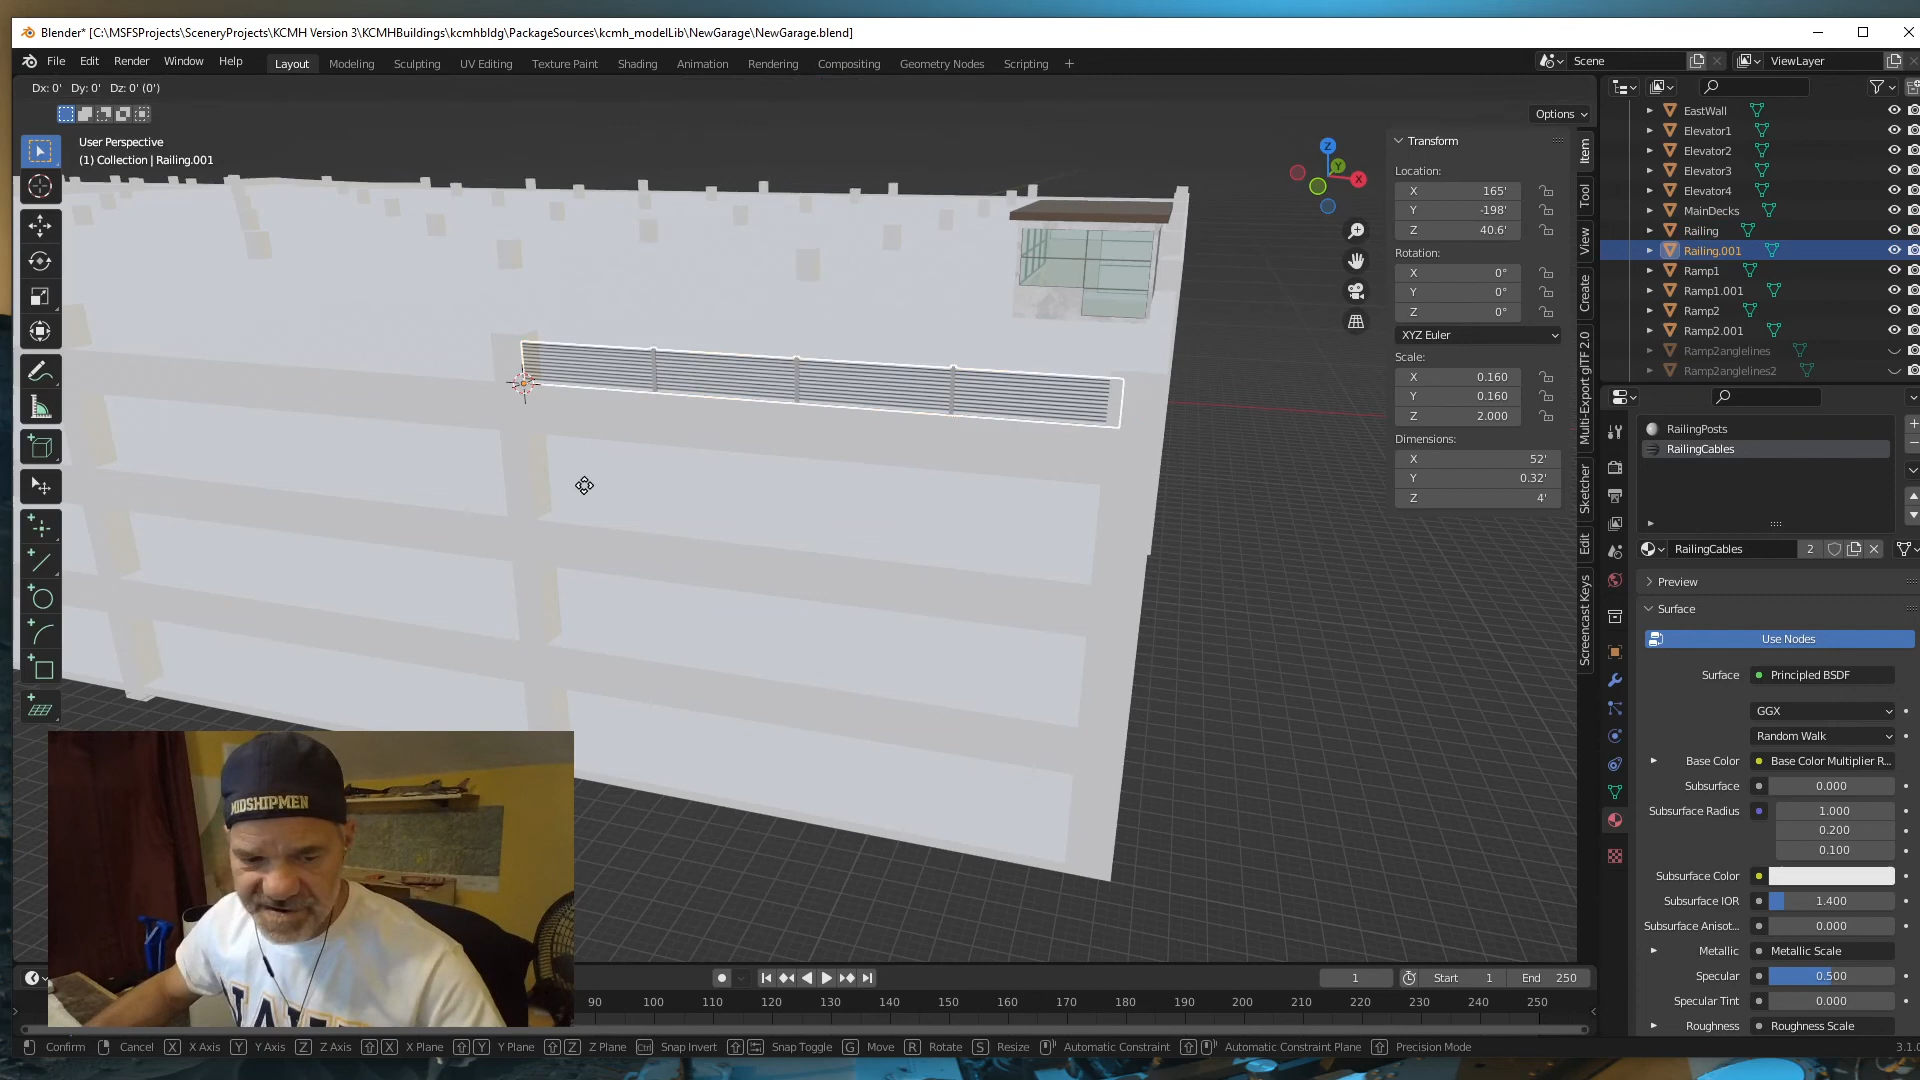 Blender* [C:\MSFSProjects\SceneryProjects\KCMH Version 3\KCMHBuildings\kcmhbldg\PackageSources\kcmh_modelLib\NewGarage\NewGarage.blend]
File Edit Render Window Help Layout Modeling Sculpting UV Editing Texture Paint Shading Animation Rendering Compositing Geometry Nodes Scripting + Scene ViewLayer
Dx: 0' Dy: 0' Dz: 0' (0')
Options
User Perspective
(1) Collection | Railing.001
Z
Y
X
Transform
Location:
X 165'
Y -198'
Z 40.6'
Rotation:
X 0°
Y 0°
Z 0°
XYZ Euler
Scale:
X 0.160
Y 0.160
Z 2.000
Dimensions:
X 52'
Y 0.32'
Z 4'
Item
Tool
View
Create
Multi-Export glTF 2.0
Sketcher
Edit
Screencast Keys
EastWall
Elevator1
Elevator2
Elevator3
Elevator4
MainDecks
Railing
Railing.001
Ramp1
Ramp1.001
Ramp2
Ramp2.001
Ramp2anglelines
Ramp2anglelines2
RailingPosts
RailingCables
RailingCables 2
Preview
Surface
Use Nodes
Surface Principled BSDF
GGX
Random Walk
Base Color Base Color Multiplier R...
Subsurface 0.000
Subsurface Radius 1.000
0.200
0.100
Subsurface Color
Subsurface IOR 1.400
Subsurface Anisot... 0.000
Metallic Metallic Scale
Specular 0.500
Specular Tint 0.000
Roughness Roughness Scale
MIDSHIPMEN
1 Start 1 End 250
90 100 110 120 130 140 150 160 170 180 190 200 210 220 230 240 250
Confirm Cancel X X Axis Y Y Axis Z Z Axis X X Plane Y Y Plane Z Z Plane Ctrl Snap Invert Snap Toggle G Move R Rotate S Resize Automatic Constraint Automatic Constraint Plane Precision Mode